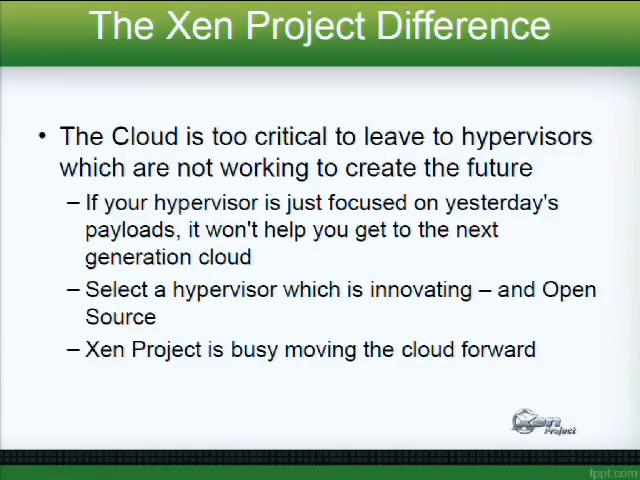 The Xen Project Difference
• The Cloud is too critical to leave to hypervisors
which are not working to create the future
– If your hypervisor is just focused on yesterday's
payloads, it won't help you get to the next
generation cloud
– Select a hypervisor which is innovating – and Open
Source
– Xen Project is busy moving the cloud forward
Xen
Project
fppt.com